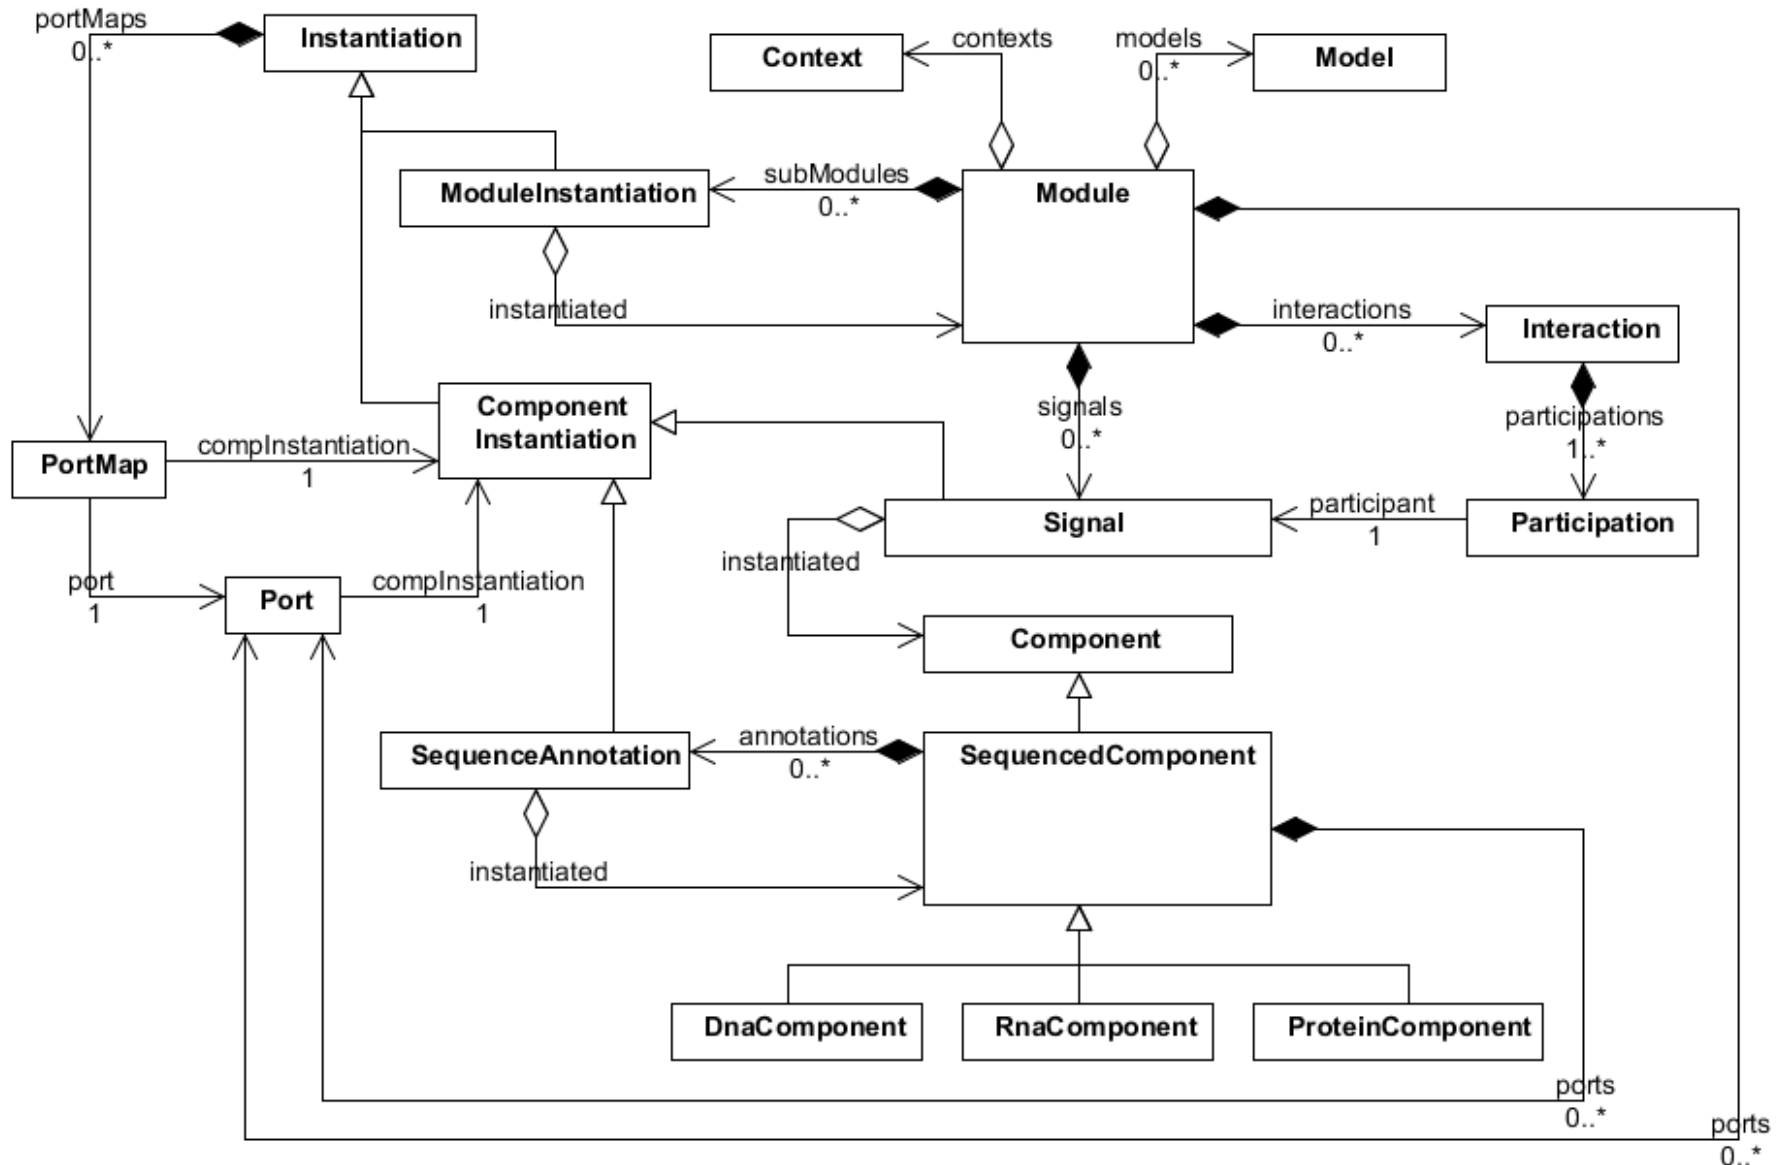 portMaps
0..*
Instantiation
Context
contexts
models
0..*
Model
ModuleInstantiation
subModules
0..*
Module
instantiated
interactions
0..*
Interaction
Component
Instantiation
signals
0..*
participations
1..*
PortMap
compInstantiation
1
Signal
participant
1
Participation
instantiated
port
1
Port
compInstantiation
1
Component
SequenceAnnotation
annotations
0..*
SequencedComponent
instantiated
DnaComponent
RnaComponent
ProteinComponent
ports
0..*
ports
0..*